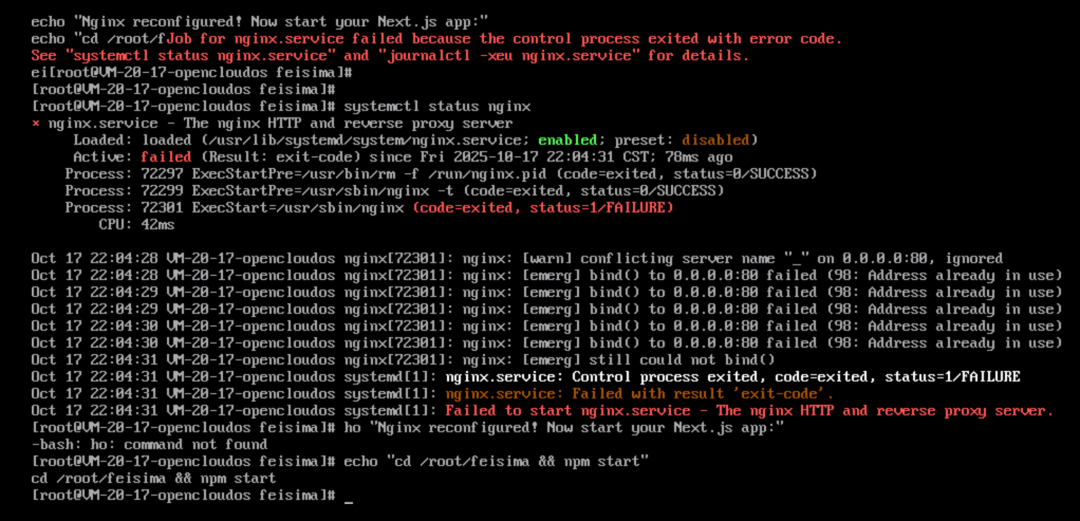 echo "Nginx reconfigured! Now start your Next.js app:"
echo "cd /root/fJob for nginx.service failed because the control process exited with error code.
See "systemctl status nginx.service" and "journalctl -xeu nginx.service" for details.
ei[root@VM-20-17-opencloudos feisima]#
[root@VM-20-17-opencloudos feisima]#
[root@VM-20-17-opencloudos feisima]# systemctl status nginx
× nginx.service - The nginx HTTP and reverse proxy server
Loaded: loaded (/usr/lib/systemd/system/nginx.service; enabled; preset: disabled)
Active: failed (Result: exit-code) since Fri 2025-10-17 22:04:31 CST; 78ms ago
Process: 72297 ExecStartPre=/usr/bin/rm -f /run/nginx.pid (code=exited, status=0/SUCCESS)
Process: 72299 ExecStartPre=/usr/sbin/nginx -t (code=exited, status=0/SUCCESS)
Process: 72301 ExecStart=/usr/sbin/nginx (code=exited, status=1/FAILURE)
CPU: 42ms
Oct 17 22:04:28 VM-20-17-opencloudos nginx[72301]: nginx: [warn] conflicting server name "_" on 0.0.0.0:80, ignored
Oct 17 22:04:28 VM-20-17-opencloudos nginx[72301]: nginx: [emerg] bind() to 0.0.0.0:80 failed (98: Address already in use)
Oct 17 22:04:29 VM-20-17-opencloudos nginx[72301]: nginx: [emerg] bind() to 0.0.0.0:80 failed (98: Address already in use)
Oct 17 22:04:29 VM-20-17-opencloudos nginx[72301]: nginx: [emerg] bind() to 0.0.0.0:80 failed (98: Address already in use)
Oct 17 22:04:30 VM-20-17-opencloudos nginx[72301]: nginx: [emerg] bind() to 0.0.0.0:80 failed (98: Address already in use)
Oct 17 22:04:30 VM-20-17-opencloudos nginx[72301]: nginx: [emerg] bind() to 0.0.0.0:80 failed (98: Address already in use)
Oct 17 22:04:31 VM-20-17-opencloudos nginx[72301]: nginx: [emerg] still could not bind()
Oct 17 22:04:31 VM-20-17-opencloudos systemd[1]: nginx.service: Control process exited, code=exited, status=1/FAILURE
Oct 17 22:04:31 VM-20-17-opencloudos systemd[1]: nginx.service: Failed with result 'exit-code'.
Oct 17 22:04:31 VM-20-17-opencloudos systemd[1]: Failed to start nginx.service - The nginx HTTP and reverse proxy server.
[root@VM-20-17-opencloudos feisima]# ho "Nginx reconfigured! Now start your Next.js app:"
-bash: ho: command not found
[root@VM-20-17-opencloudos feisima]# echo "cd /root/feisima && npm start"
cd /root/feisima && npm start
[root@VM-20-17-opencloudos feisima]# _